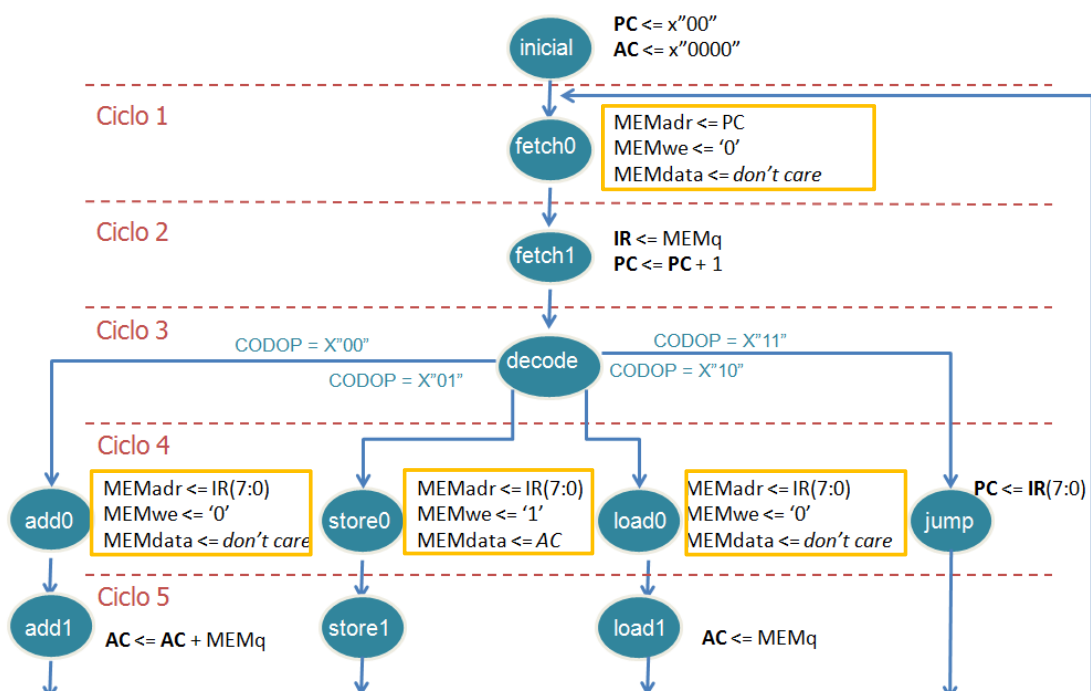 PC <= x”00”
inicial
AC <= x”0000”
Ciclo 1
MEMadr <= PC
fetch0
MEMwe <= ‘0’
MEMdata <= don’t care
Ciclo 2
fetch1
IR <= MEMq
PC <= PC + 1
Ciclo 3
CODOP = X”00”
CODOP = X”11”
decode
CODOP = X”01”
CODOP = X”10”
Ciclo 4
add0
MEMadr <= IR(7:0)
MEMwe <= ‘0’
MEMdata <= don’t care
store0
MEMadr <= IR(7:0)
MEMwe <= ‘1’
MEMdata <= AC
load0
MEMadr <= IR(7:0)
MEMwe <= ‘0’
MEMdata <= don’t care
jump
PC <= IR(7:0)
Ciclo 5
add1
AC <= AC + MEMq
store1
load1
AC <= MEMq